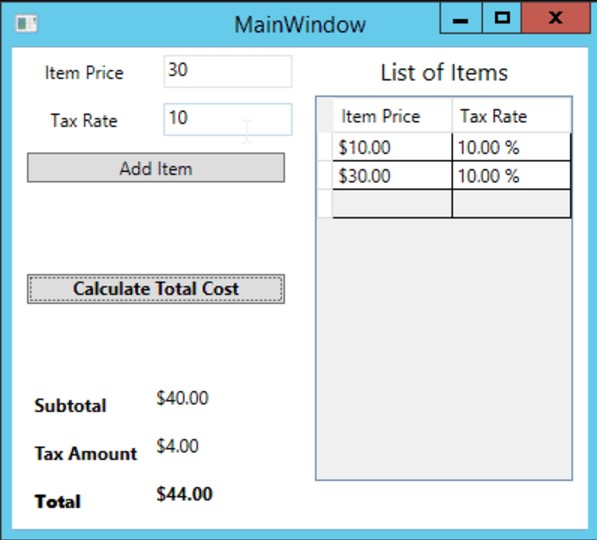 MainWindow
Item Price 30
Tax Rate 10
Add Item
Calculate Total Cost
Subtotal $40.00
Tax Amount $4.00
Total $44.00
List of Items
Item Price Tax Rate
$10.00 10.00 %
$30.00 10.00 %